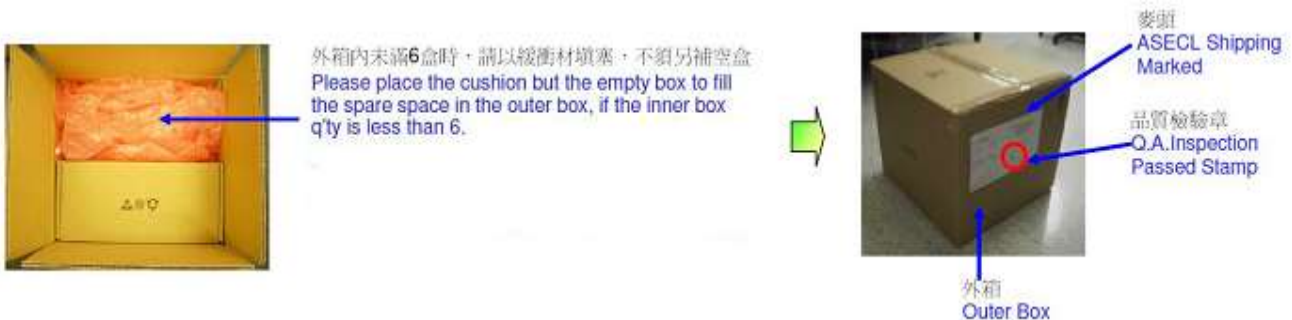 外箱內未滿6盒時，請以緩衝材填塞，不須另補空盒
Please place the cushion but the empty box to fill
the spare space in the outer box, if the inner box
q'ty is less than 6.
麥頭
ASECL Shipping
Marked
品質檢驗章
Q.A.Inspection
Passed Stamp
外箱
Outer Box